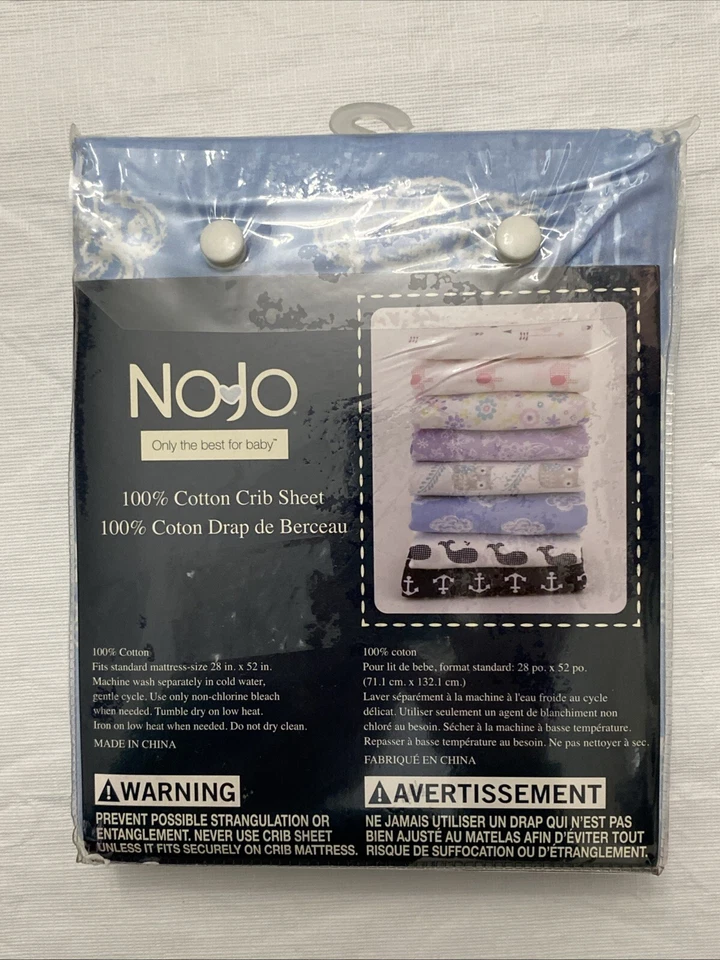 NoJo
Only the best for baby™
100% Cotton Crib Sheet
100% Coton Drap de Berceau
100% Cotton
Fits standard mattress-size 28 in. x 52 in.
Machine wash separately in cold water,
gentle cycle. Use only non-chlorine bleach
when needed. Tumble dry on low heat.
Iron on low heat when needed. Do not dry clean.
MADE IN CHINA
WARNING
PREVENT POSSIBLE STRANGULATION OR
ENTANGLEMENT. NEVER USE CRIB SHEET
UNLESS IT FITS SECURELY ON CRIB MATTRESS.
100% coton
Pour lit de bebe, format standard: 28 po. x 52 po.
(71.1 cm. x 132.1 cm.)
Laver séparément à la machine à l'eau froide au cycle
délicat. Utiliser seulement un agent de blanchiment non
chloré au besoin. Sécher à la machine à basse température.
Repasser à basse température au besoin. Ne pas nettoyer à sec.
FABRIQUÉ EN CHINA
AVERTISSEMENT
NE JAMAIS UTILISER UN DRAP QUI N'EST PAS
BIEN AJUSTÉ AU MATELAS AFIN D'ÉVITER TOUT
RISQUE DE SUFFOCATION OU D'ÉTRANGLEMENT.